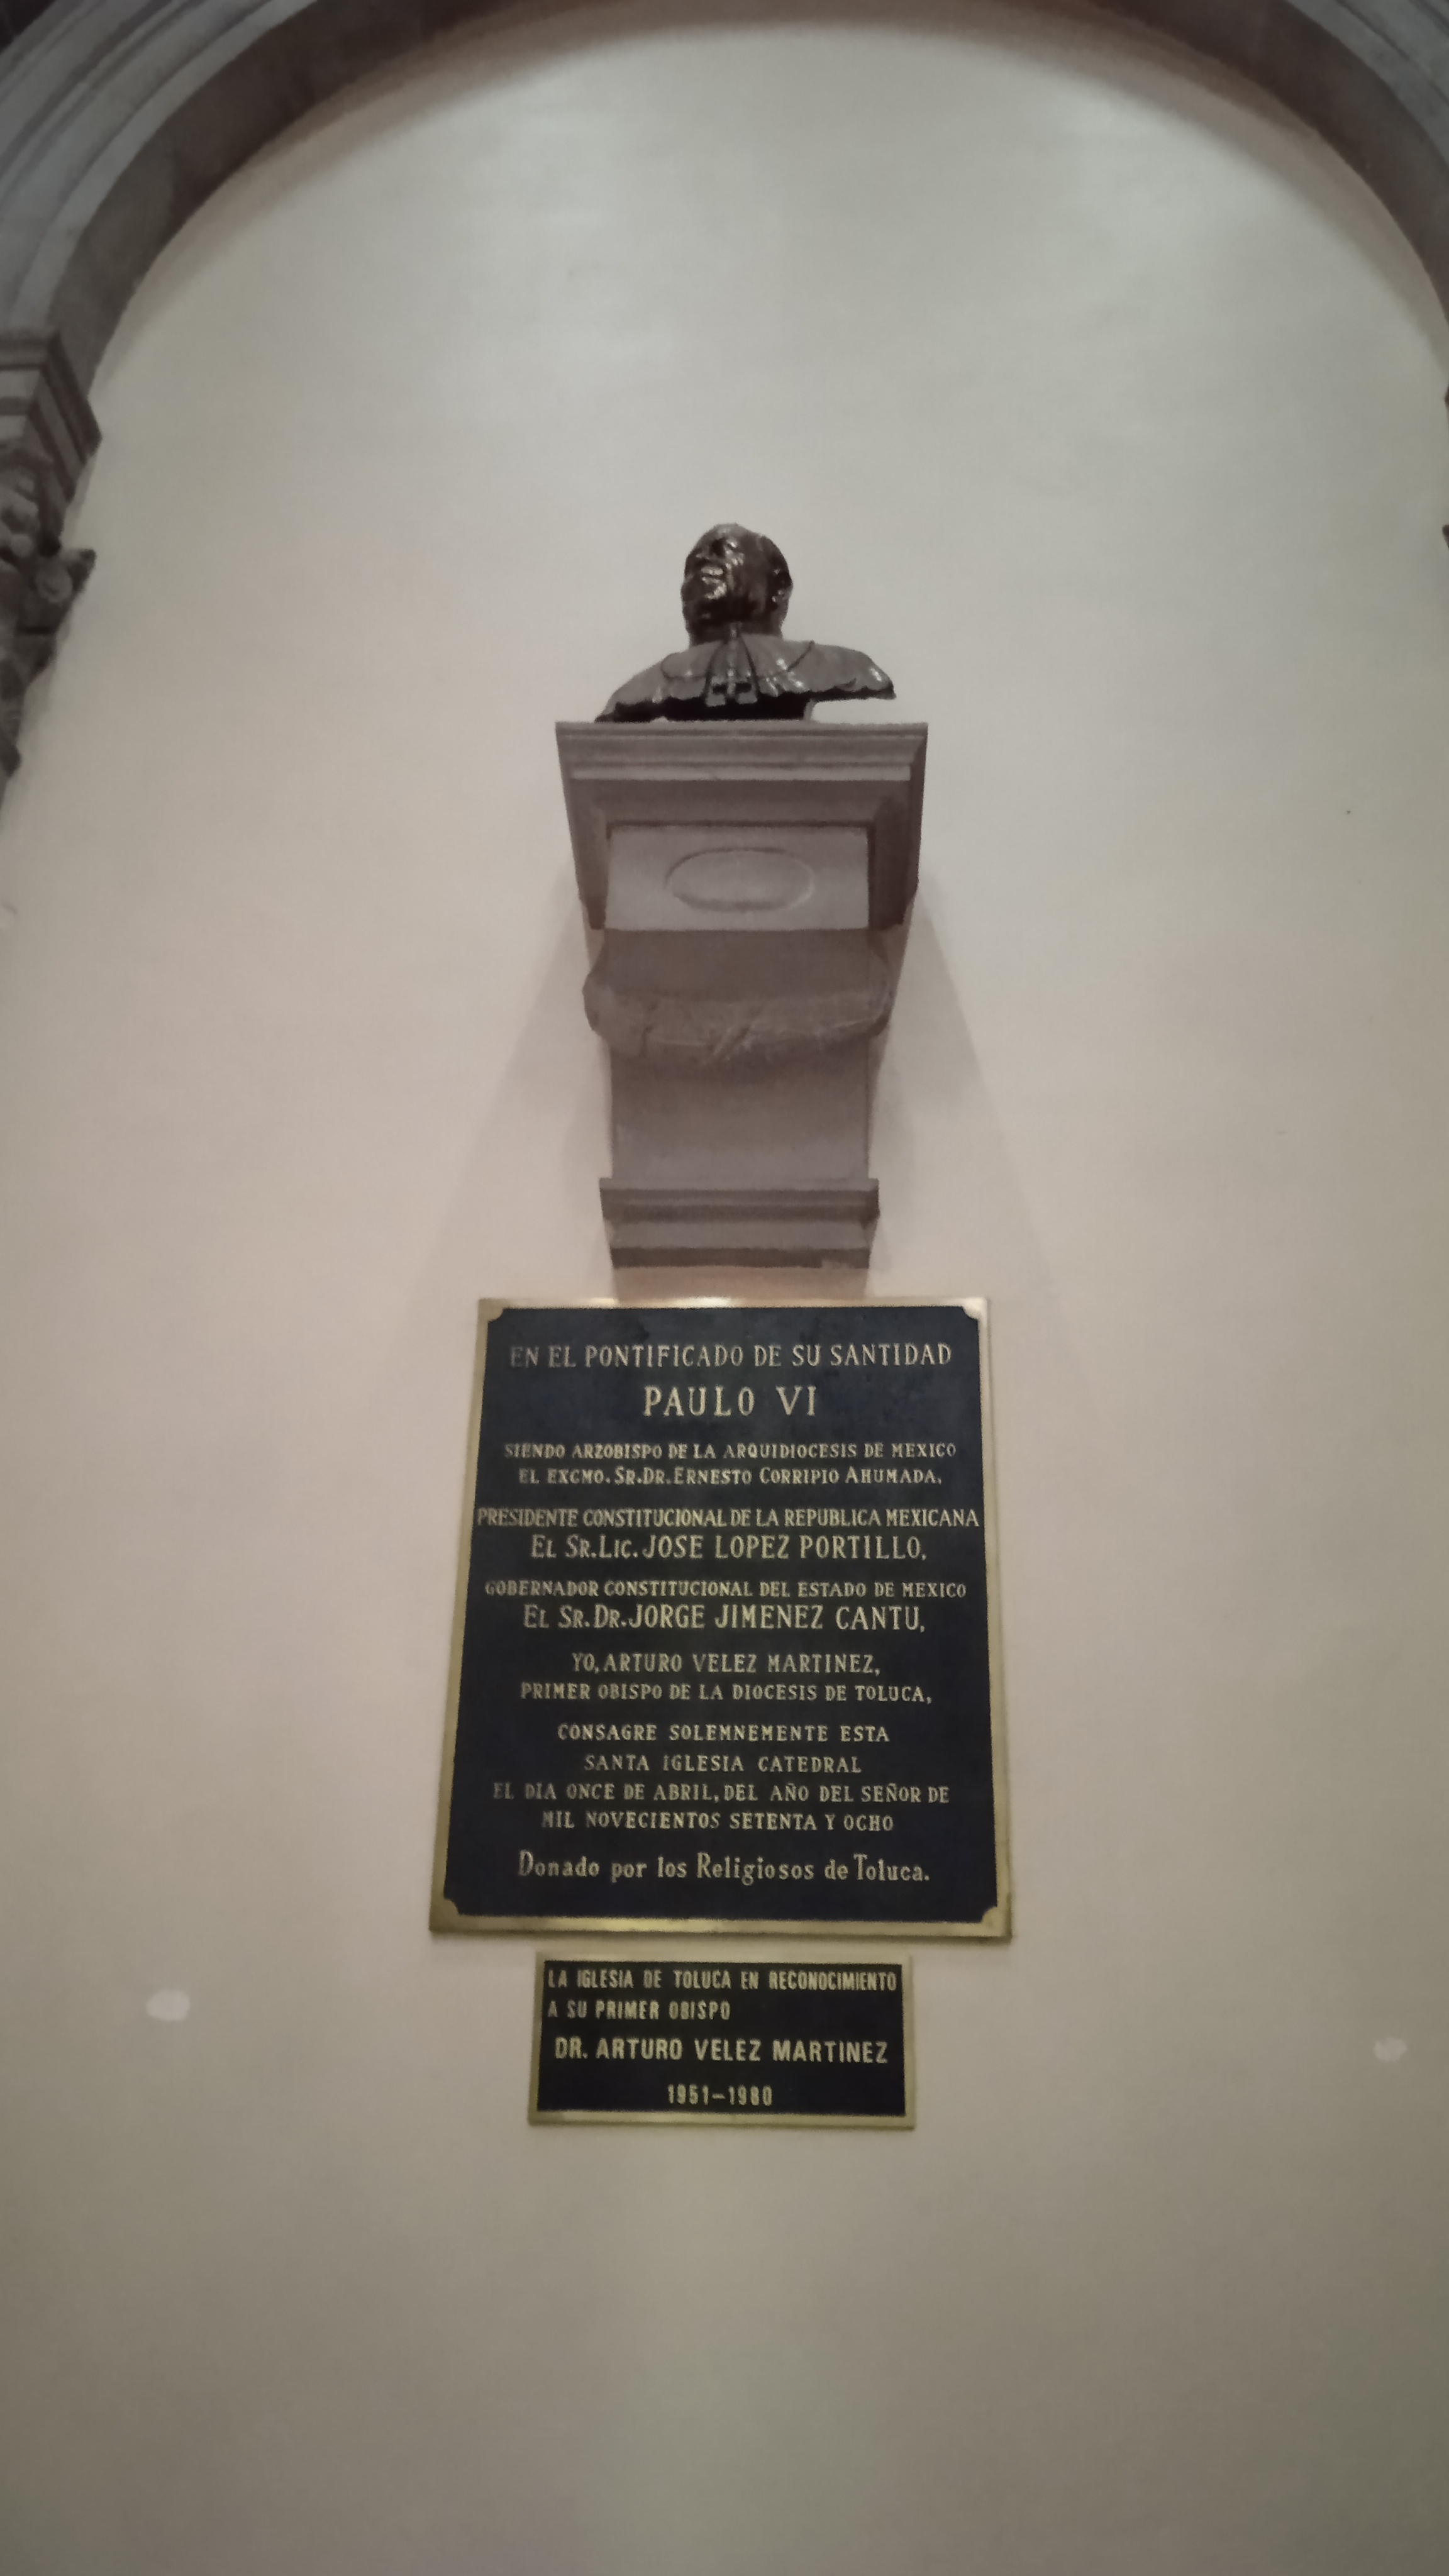 EN EL PONTIFICADO DE SU SANTIDAD
PAULO VI
SIENDO ARZOBISPO DE LA ARQUIDIOCESIS DE MEXICO
EL EXCMO. SR. DR. ERNESTO CORRIPIO AHUMADA,
PRESIDENTE CONSTITUCIONAL DE LA REPUBLICA MEXICANA
EL SR. LIC. JOSE LOPEZ PORTILLO,
GOBERNADOR CONSTITUCIONAL DEL ESTADO DE MEXICO
EL SR. DR. JORGE JIMENEZ CANTU,
YO, ARTURO VELEZ MARTINEZ,
PRIMER OBISPO DE LA DIOCESIS DE TOLUCA,
CONSAGRE SOLEMNEMENTE ESTA
SANTA IGLESIA CATEDRAL
EL DIA ONCE DE ABRIL, DEL AÑO DEL SEÑOR DE
MIL NOVECIENTOS SETENTA Y OCHO
Donado por los Religiosos de Toluca.
LA IGLESIA DE TOLUCA EN RECONOCIMIENTO
A SU PRIMER OBISPO
DR. ARTURO VELEZ MARTINEZ
1951-1980